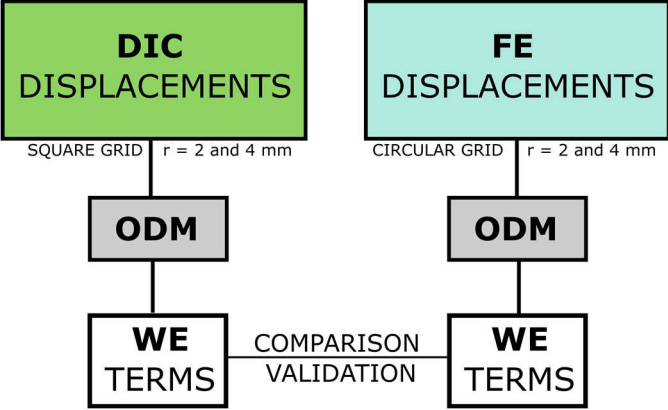 DIC
DISPLACEMENTS
SQUARE GRID r = 2 and 4 mm
ODM
WE
TERMS
FE
DISPLACEMENTS
CIRCULAR GRID r = 2 and 4 mm
ODM
WE
TERMS
COMPARISON
VALIDATION